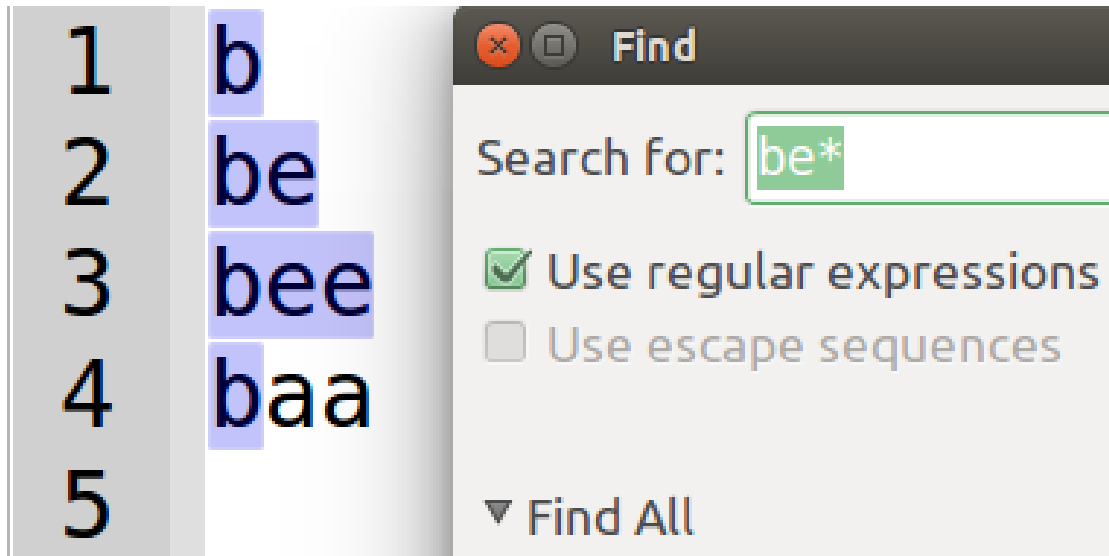 1 b
2 be
3 bee
4 baa
5
Find
Search for: be*
Use regular expressions
Use escape sequences
Find All